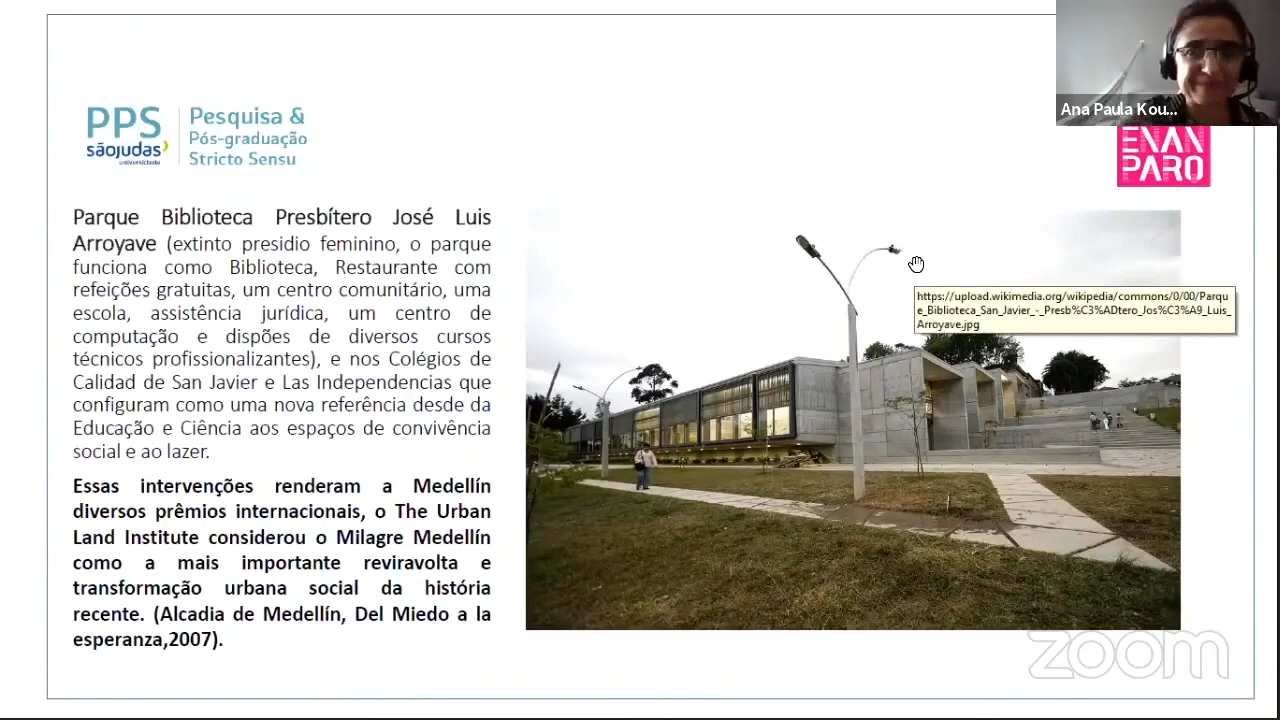 PPS
sãojudas
universidade
Pesquisa &
Pós-graduação
Stricto Sensu
Ana Paula Kou...
ENAN
PARQ
Parque Biblioteca Presbítero José Luis
Arroyave (extinto presidio feminino, o parque
funciona como Biblioteca, Restaurante com
refeições gratuitas, um centro comunitário, uma
escola, assistência jurídica, um centro de
computação e dispões de diversos cursos
técnicos profissionalizantes), e nos Colégios de
Calidad de San Javier e Las Independencias que
configuram como uma nova referência desde da
Educação e Ciência aos espaços de convivência
social e ao lazer.
Essas intervenções renderam a Medellín
diversos prêmios internacionais, o The Urban
Land Institute considerou o Milagre Medellín
como a mais importante reviravolta e
transformação urbana social da história
recente. (Alcadia de Medellín, Del Miedo a la
esperanza,2007).
https://upload.wikimedia.org/wikipedia/commons/0/00/Parqu
e_Biblioteca_San_Javier_-_Presb%C3%ADtero_Jos%C3%A9_Luis_
Arroyave.jpg
zoom